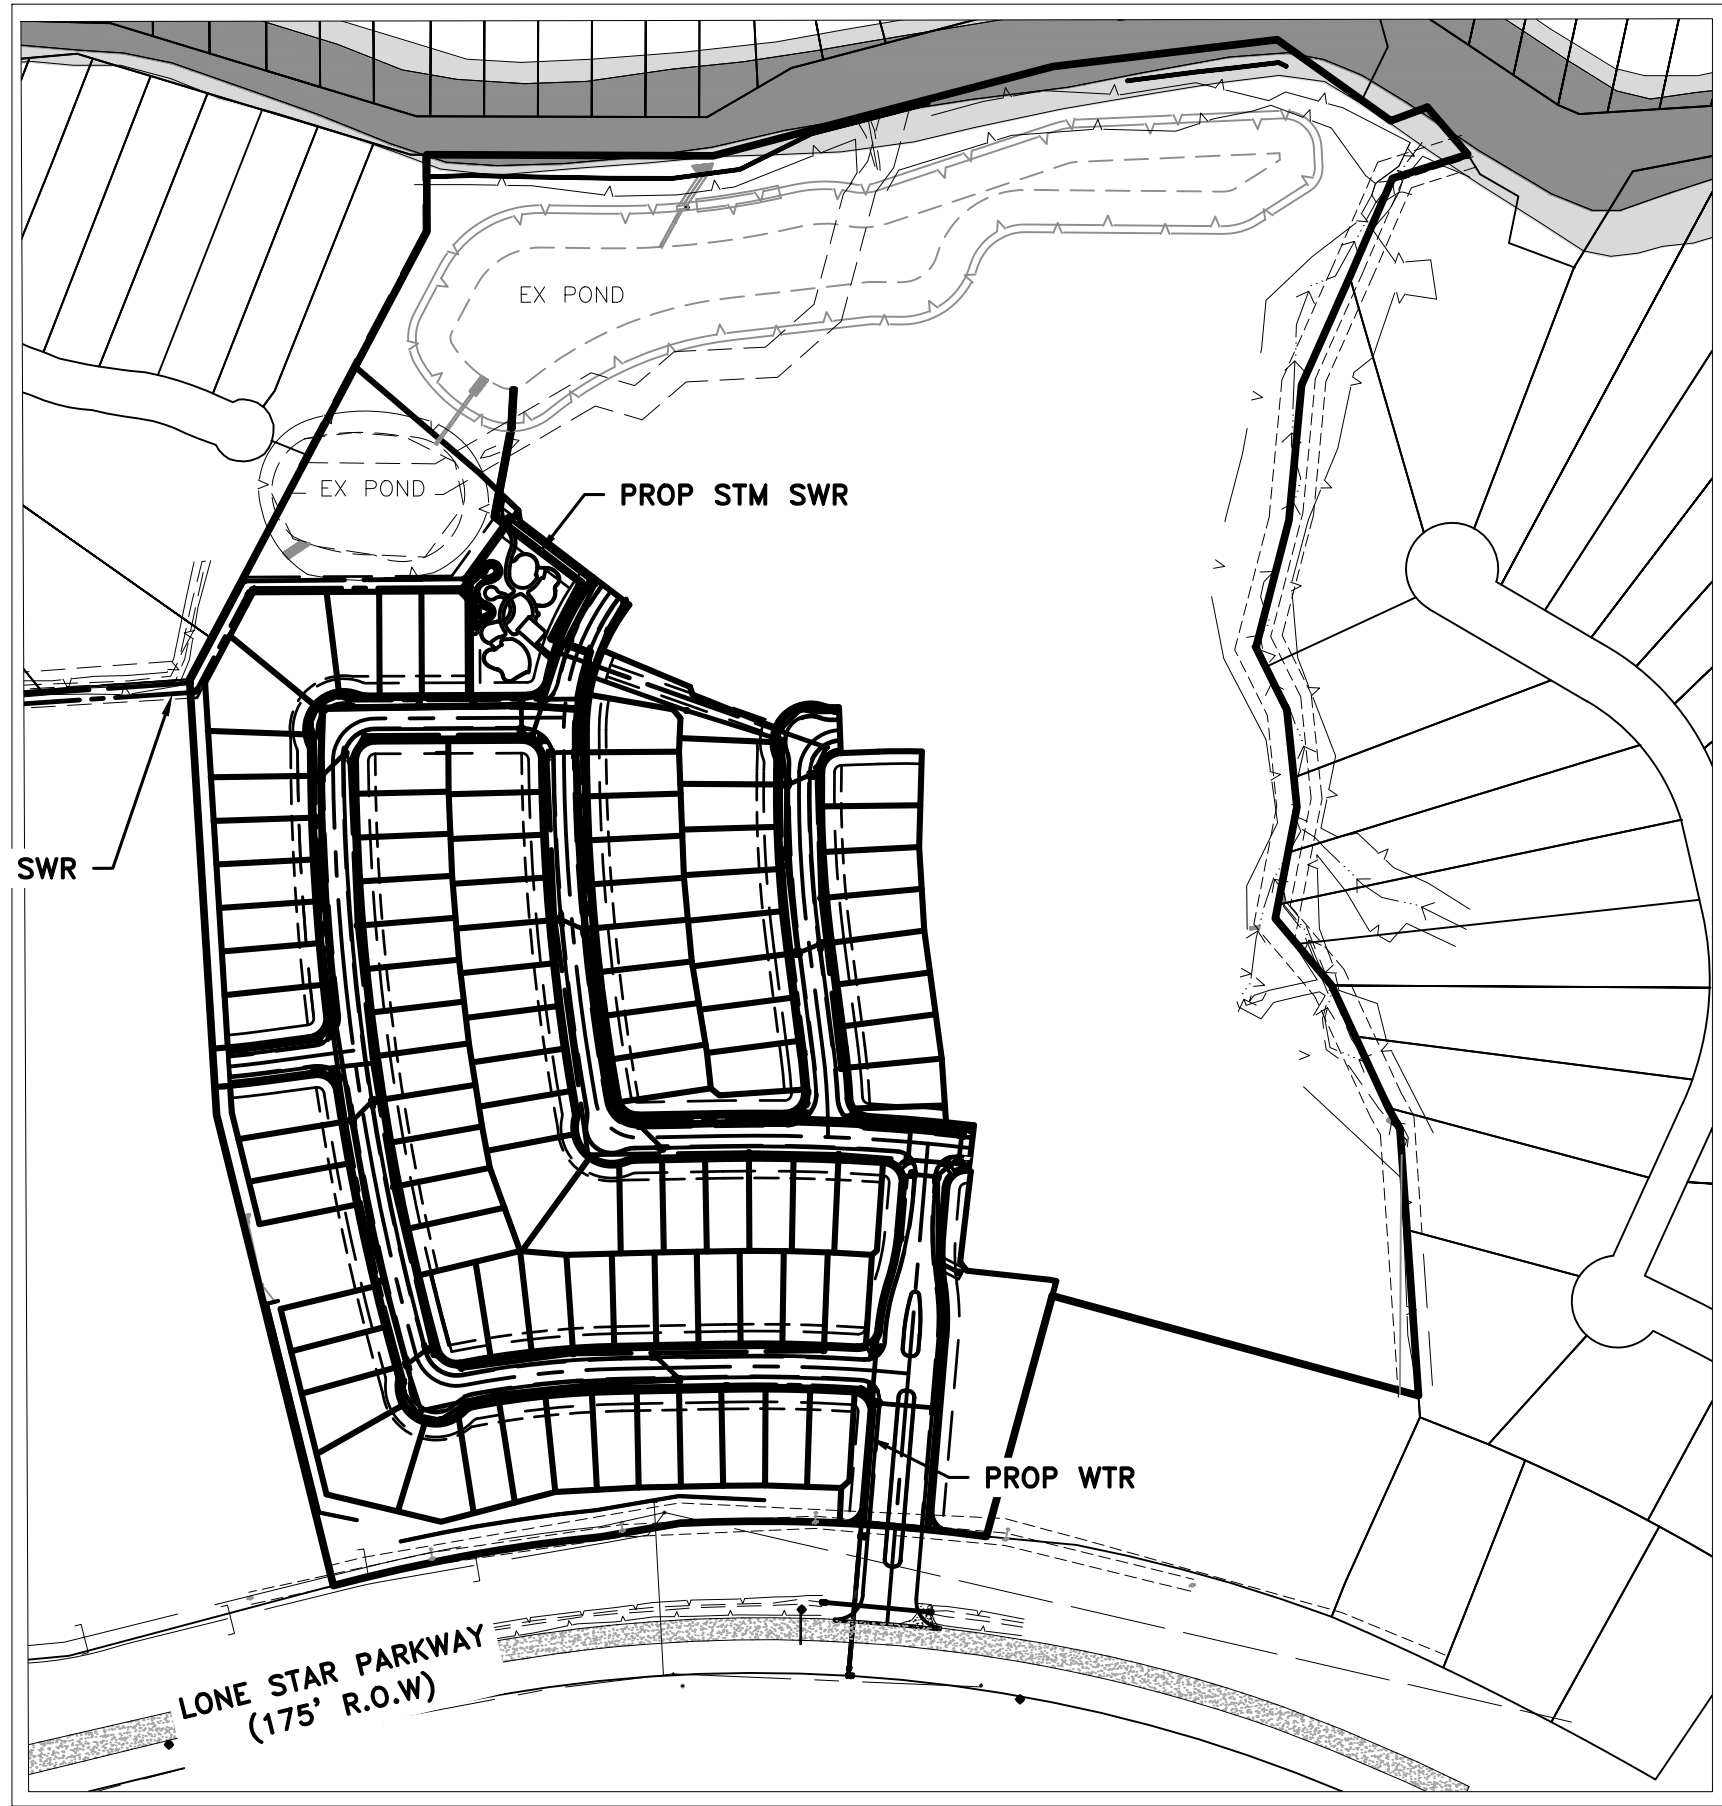 EX POND
EX POND
PROP STM SWR
SWR
PROP WTR
LONE STAR PARKWAY
(175' R.O.W)